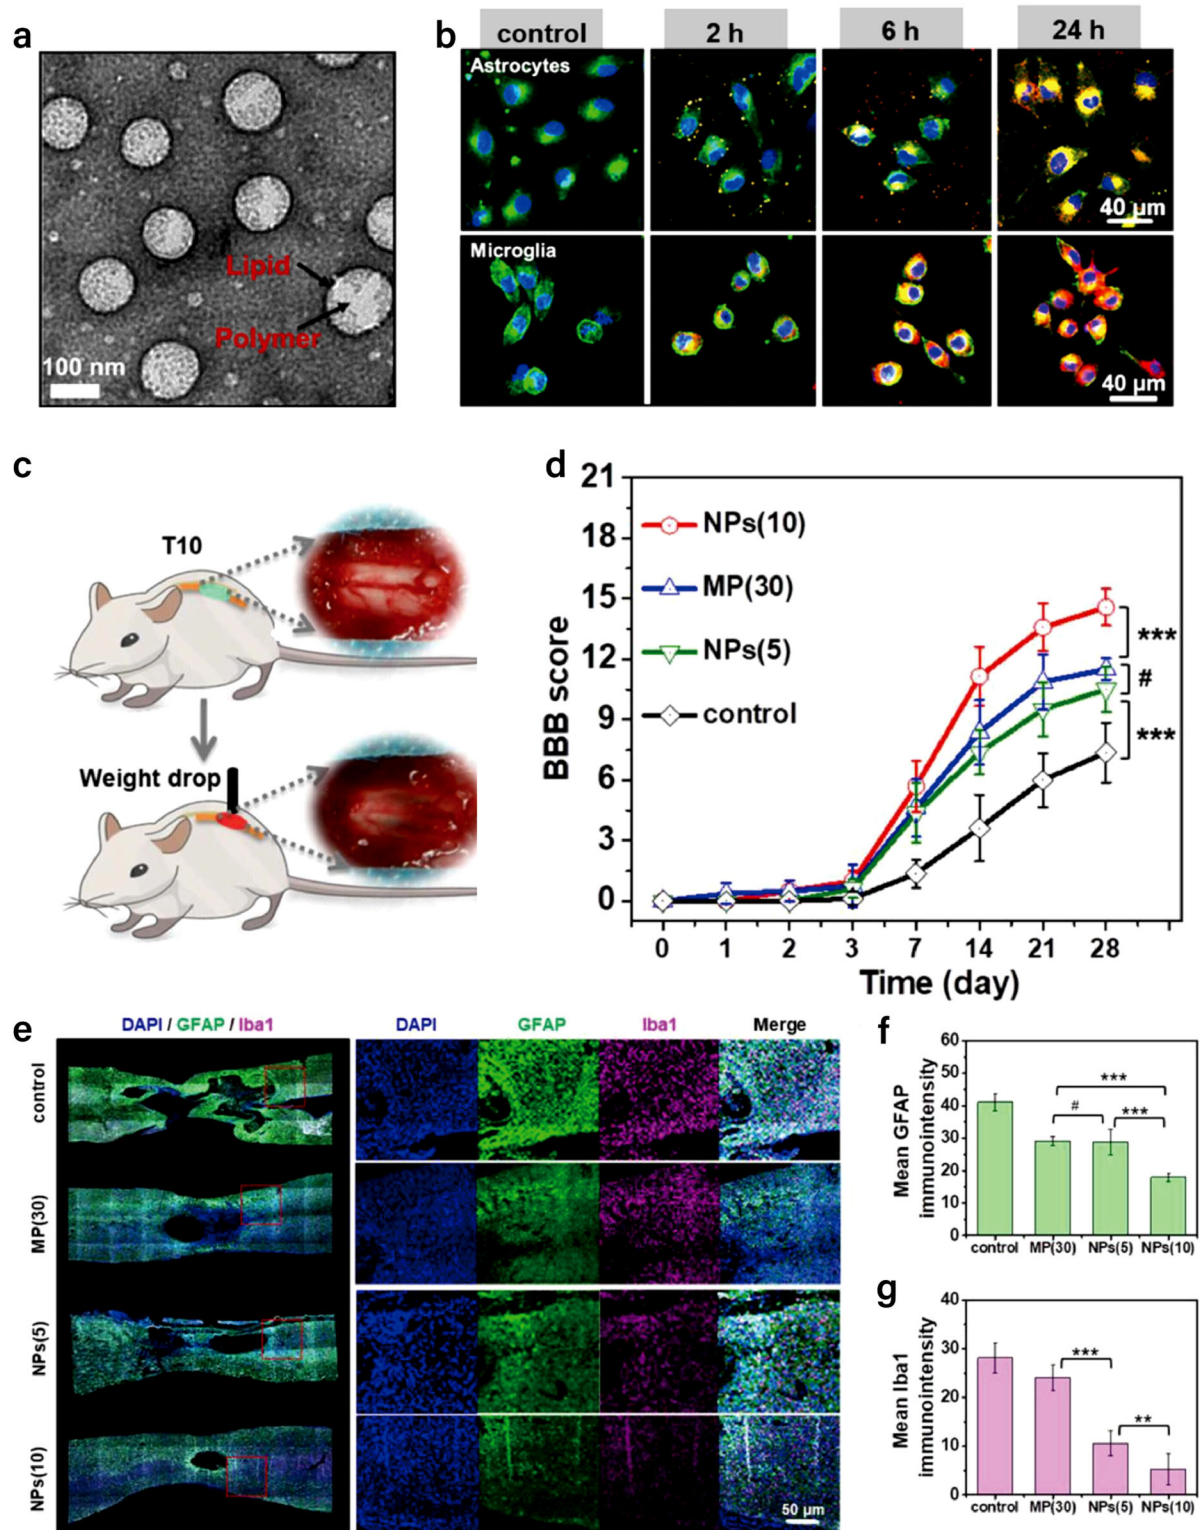 a
Lipid
Polymer
100 nm
b
control
2 h
6 h
24 h
Astrocytes
40 µm
Microglia
40 µm
c
T10
Weight drop
d
21
18
15
12
9
6
3
0
BBB score
NPs(10)
MP(30)
NPs(5)
control
***
#
***
0 1 2 3 7 14 21 28
Time (day)
e
DAPI / GFAP / Iba1
DAPI
GFAP
Iba1
Merge
control
MP(30)
NPs(5)
NPs(10)
50 µm
f
Mean GFAP
immunointensity
60
50
40
30
20
10
0
***
#
***
control MP(30) NPs(5) NPs(10)
g
Mean Iba1
immunointensity
40
30
20
10
0
***
**
control MP(30) NPs(5) NPs(10)